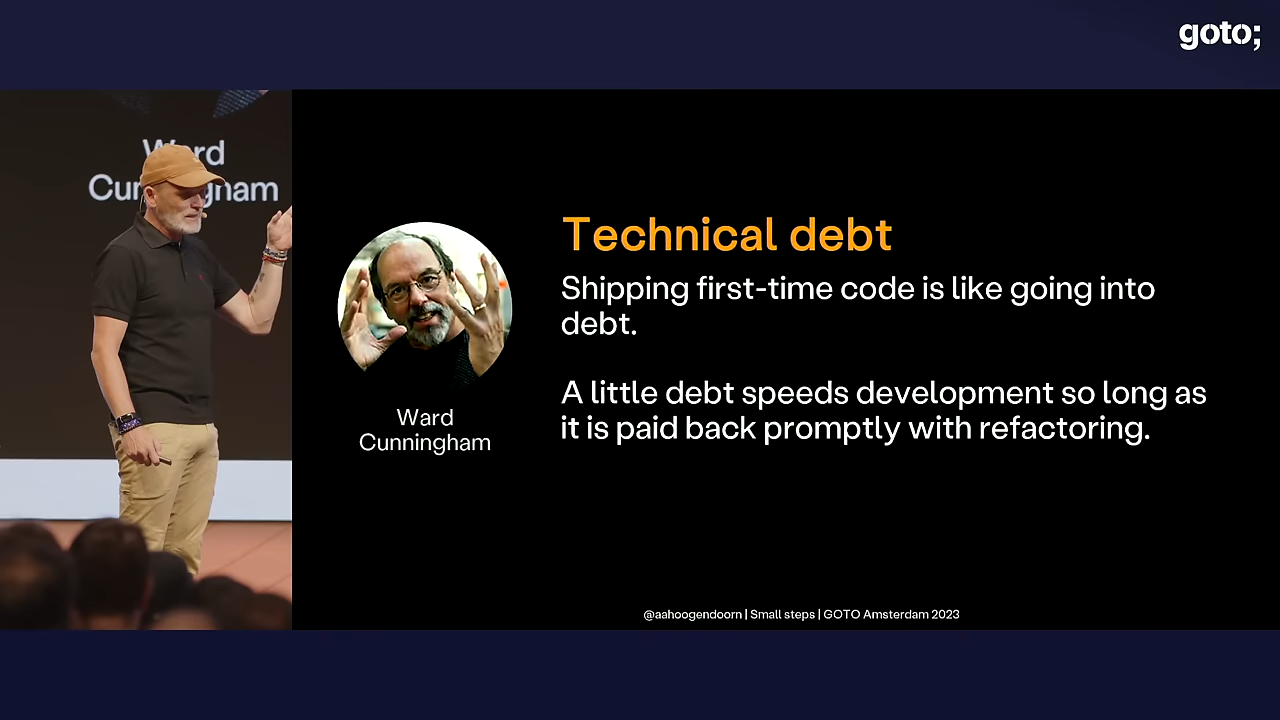 goto;
Ward
Cunningham
Technical debt
Shipping first-time code is like going into
debt.
A little debt speeds development so long as
it is paid back promptly with refactoring.
Ward
Cunningham
@aahoogendoorn | Small steps | GOTO Amsterdam 2023